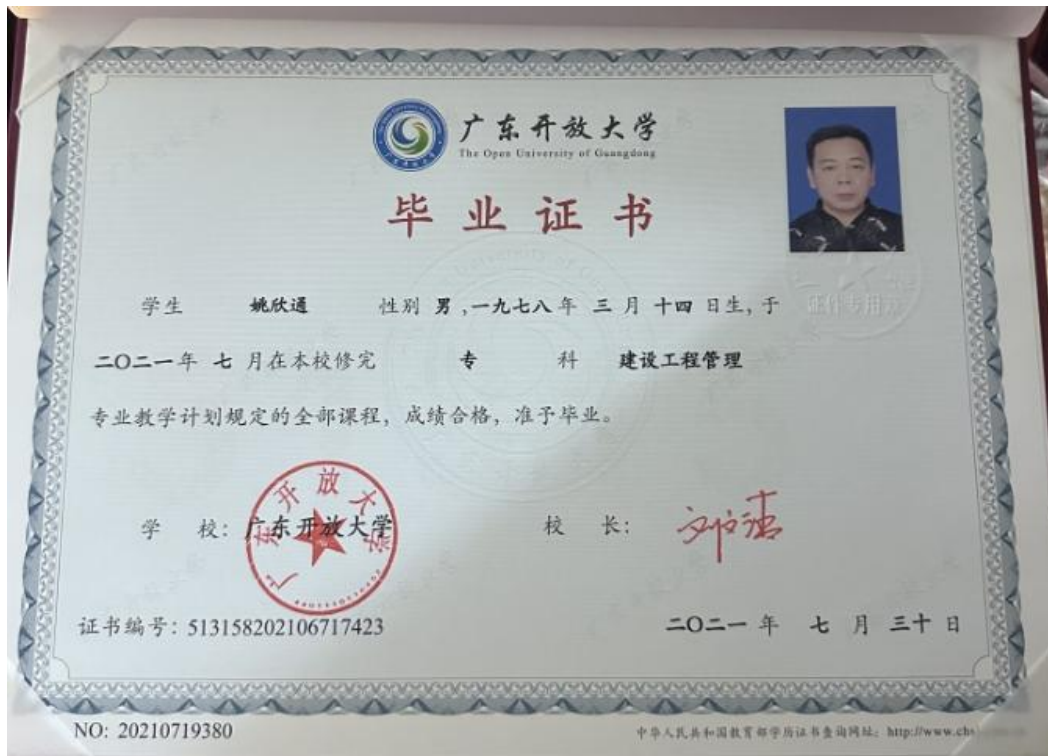 广东开放大学
The Open University of Guangdong
毕业证书
学生 姚欣通 性别 男,一九七八年 三 月 十四 日生,于
二〇二一年 七 月在本校修完 专 科 建设工程管理
专业教学计划规定的全部课程,成绩合格,准予毕业。
学 校:广东开放大学 校 长:
广东开放大学
证书编号:513158202106717423 二〇二一 年 七 月 三十 日
NO: 20210719380 中华人民共和国教育部学历证书查询网址:http://www.chs